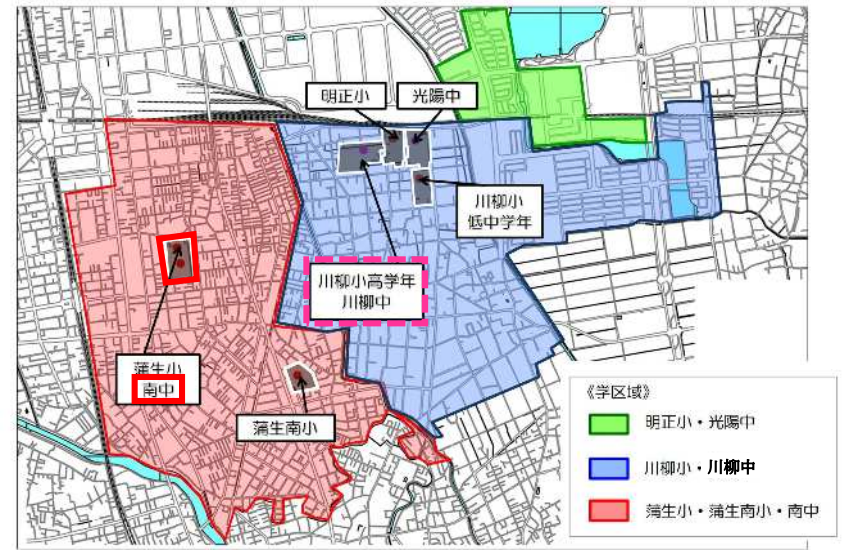 明正小
光陽中
川柳小
低中学年
川柳小高学年
川柳中
蒲生小
南中
蒲生南小
《学区域》
明正小・光陽中
川柳小・川柳中
蒲生小・蒲生南小・南中